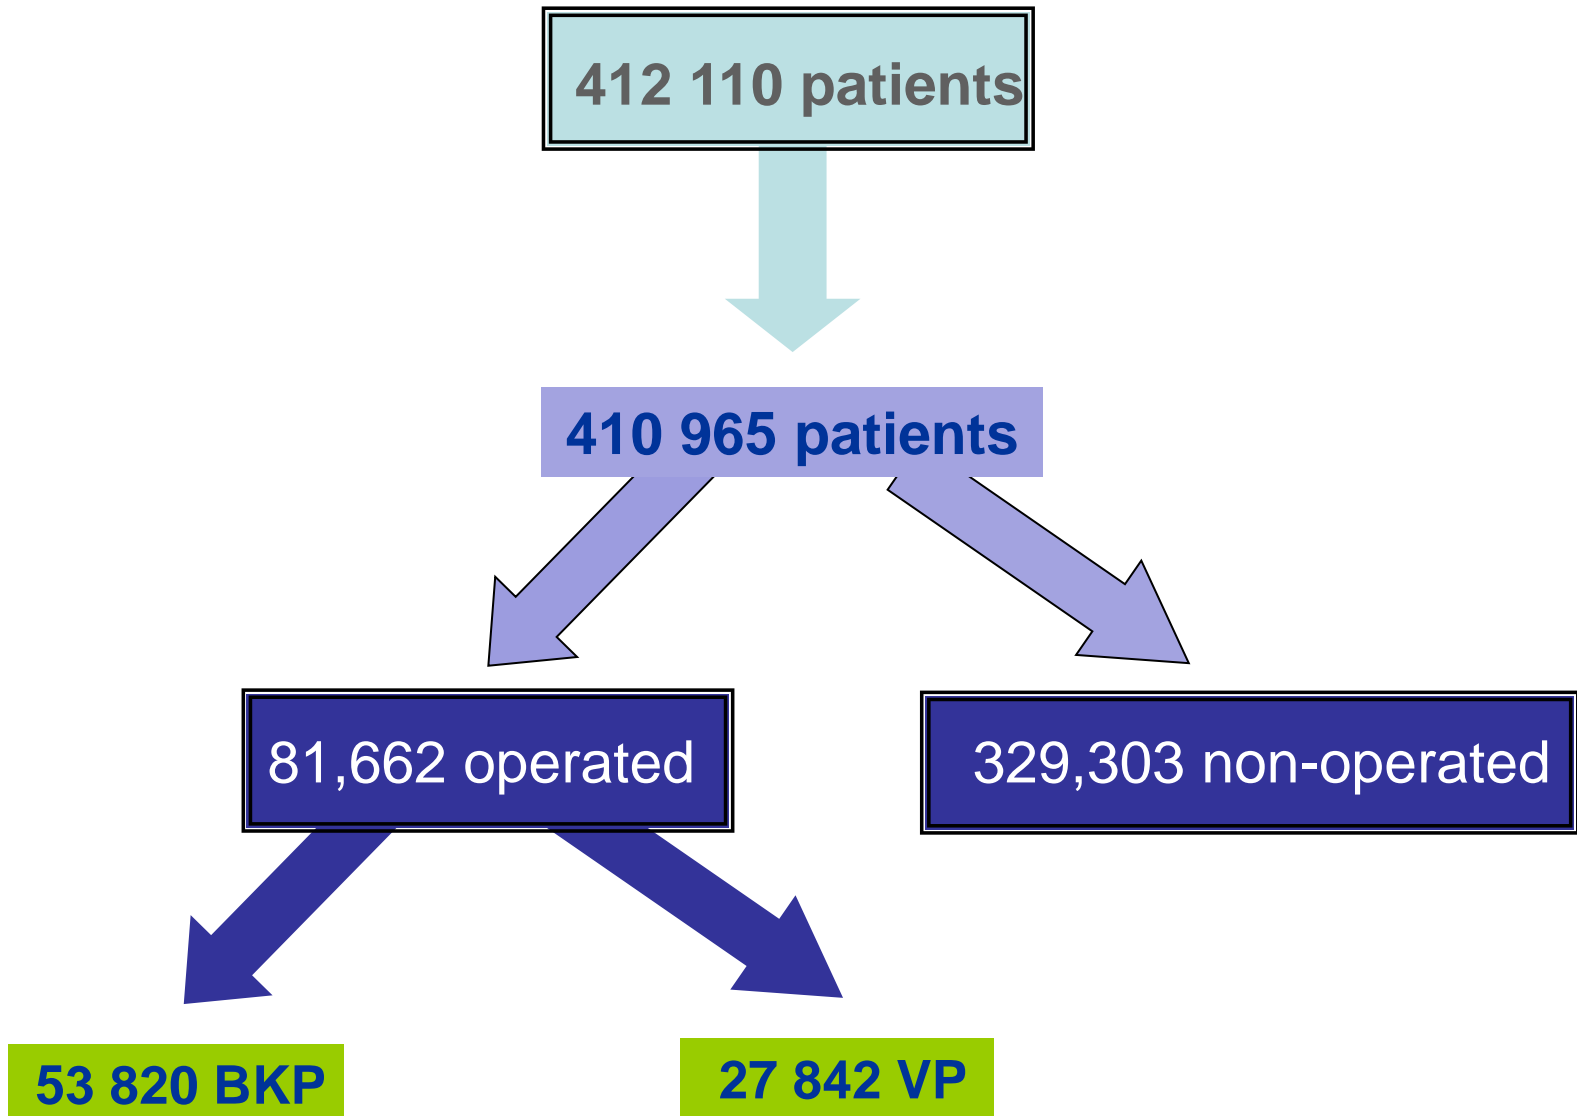 412 110 patients
410 965 patients
81,662 operated
329,303 non-operated
53 820 BKP
27 842 VP